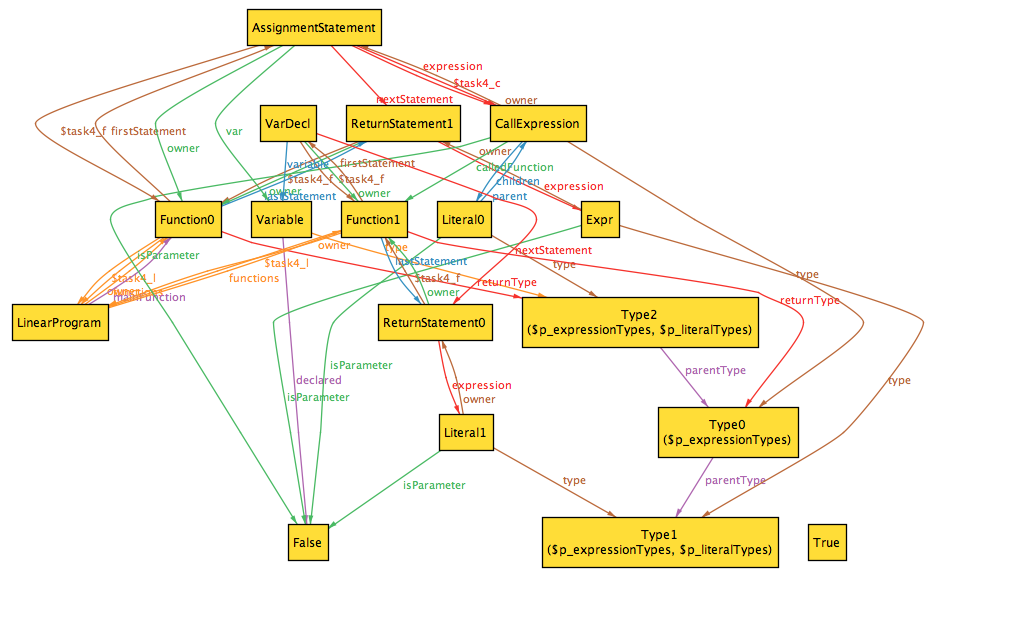 AssignmentStatement
expression
$task4_c
nextStatement
owner
VarDecl
ReturnStatement1
CallExpression
$task4_f
firstStatement
var
owner
owner
variable
firstStatement
calledFunction
$task4_f
$task4_f
children
expression
owner
owner
lastStatement
parent
Function0
Variable
Function1
Literal0
Expr
owner
type
nextStatement
isParameter
$task4_l
lastStatement
type
type
$task4_l
functions
$task4_f
returnType
owner
owner
mainFunction
returnType
LinearProgram
ReturnStatement0
Type2
($p_expressionTypes, $p_literalTypes)
isParameter
parentType
declared
expression
type
isParameter
owner
Literal1
Type0
($p_expressionTypes)
isParameter
type
parentType
False
Type1
($p_expressionTypes, $p_literalTypes)
True